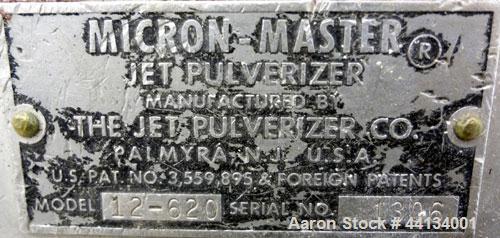 MICRON-MASTER®
JET PULVERIZER
MANUFACTURED BY
THE JET PULVERIZER CO.
PALMYRA, N.J., U.S.A.
U.S. PAT. NO. 3,559,895 & FOREIGN PATENTS
MODEL 12-620 SERIAL NO. 1306
Aaron Stock # 44134001